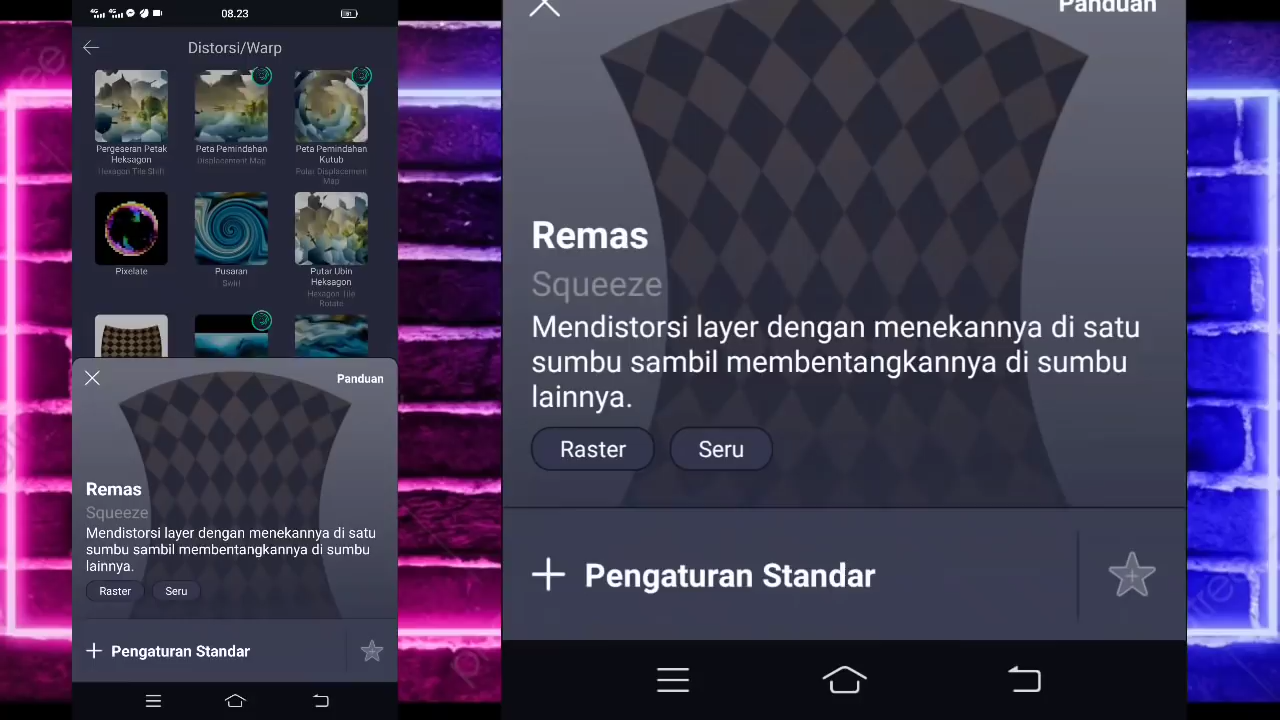 08.23
Distorsi/Warp
Pergeseran Petak
Heksagon
Hexagon Tile Shift
Peta Pemindahan
Displacement Map
Peta Pemindahan
Kutub
Polar Displacement
Map
Pixelate
Pusaran
Swirl
Putar Ubin
Heksagon
Hexagon Tile
Rotate
Panduan
Remas
Squeeze
Mendistorsi layer dengan menekannya di satu
sumbu sambil membentangkannya di sumbu
lainnya.
Raster
Seru
Pengaturan Standar
Panduan
Remas
Squeeze
Mendistorsi layer dengan menekannya di satu
sumbu sambil membentangkannya di sumbu
lainnya.
Raster
Seru
Pengaturan Standar